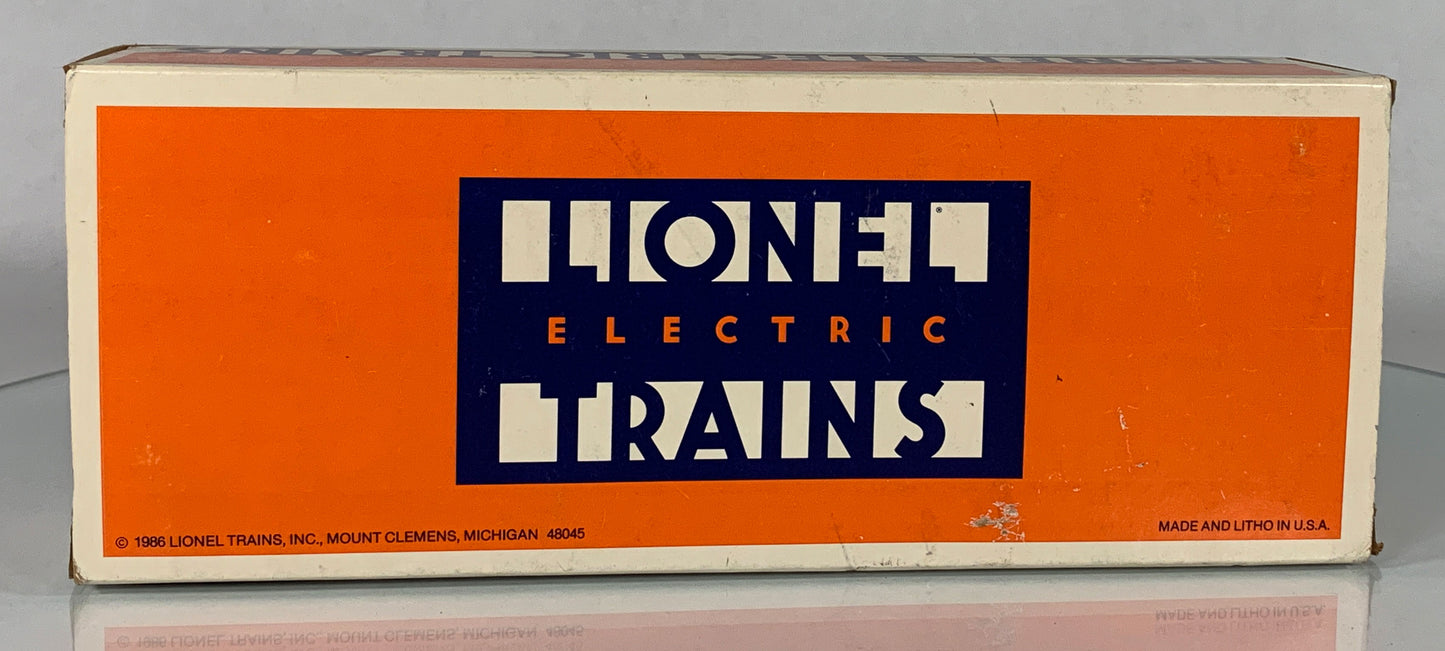 LIONEL®
ELECTRIC
TRAINS
© 1986 LIONEL TRAINS, INC., MOUNT CLEMENS, MICHIGAN 48045
MADE AND LITHO IN U.S.A.